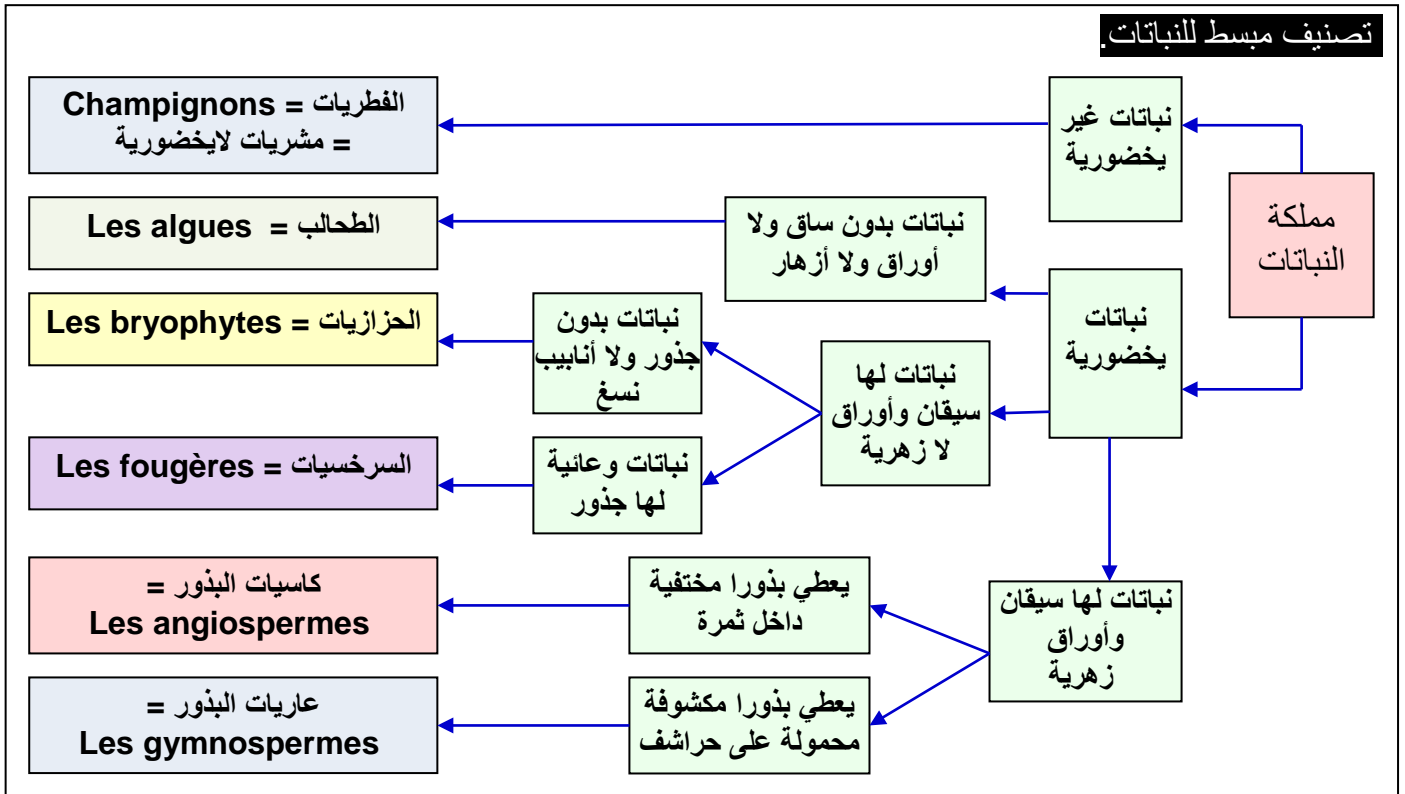 تصنيف مبسط للنباتات.
مملكة
النباتات
نباتات غير
يخضورية
الفطريات = Champignons
= مشريات لايخضورية
نباتات
يخضورية
نباتات بدون ساق ولا
أوراق ولا أزهار
الطحالب = Les algues
نباتات لها
سيقان وأوراق
لا زهرية
نباتات بدون
جذور ولا أنابيب
نسغ
الحزازيات = Les bryophytes
نباتات وعائية
لها جذور
السرخسيات = Les fougères
نباتات لها سيقان
وأوراق
زهرية
يعطي بذورا مختفية
داخل ثمرة
كاسيات البذور =
Les angiospermes
يعطي بذورا مكشوفة
محمولة على حراشف
عاريات البذور =
Les gymnospermes